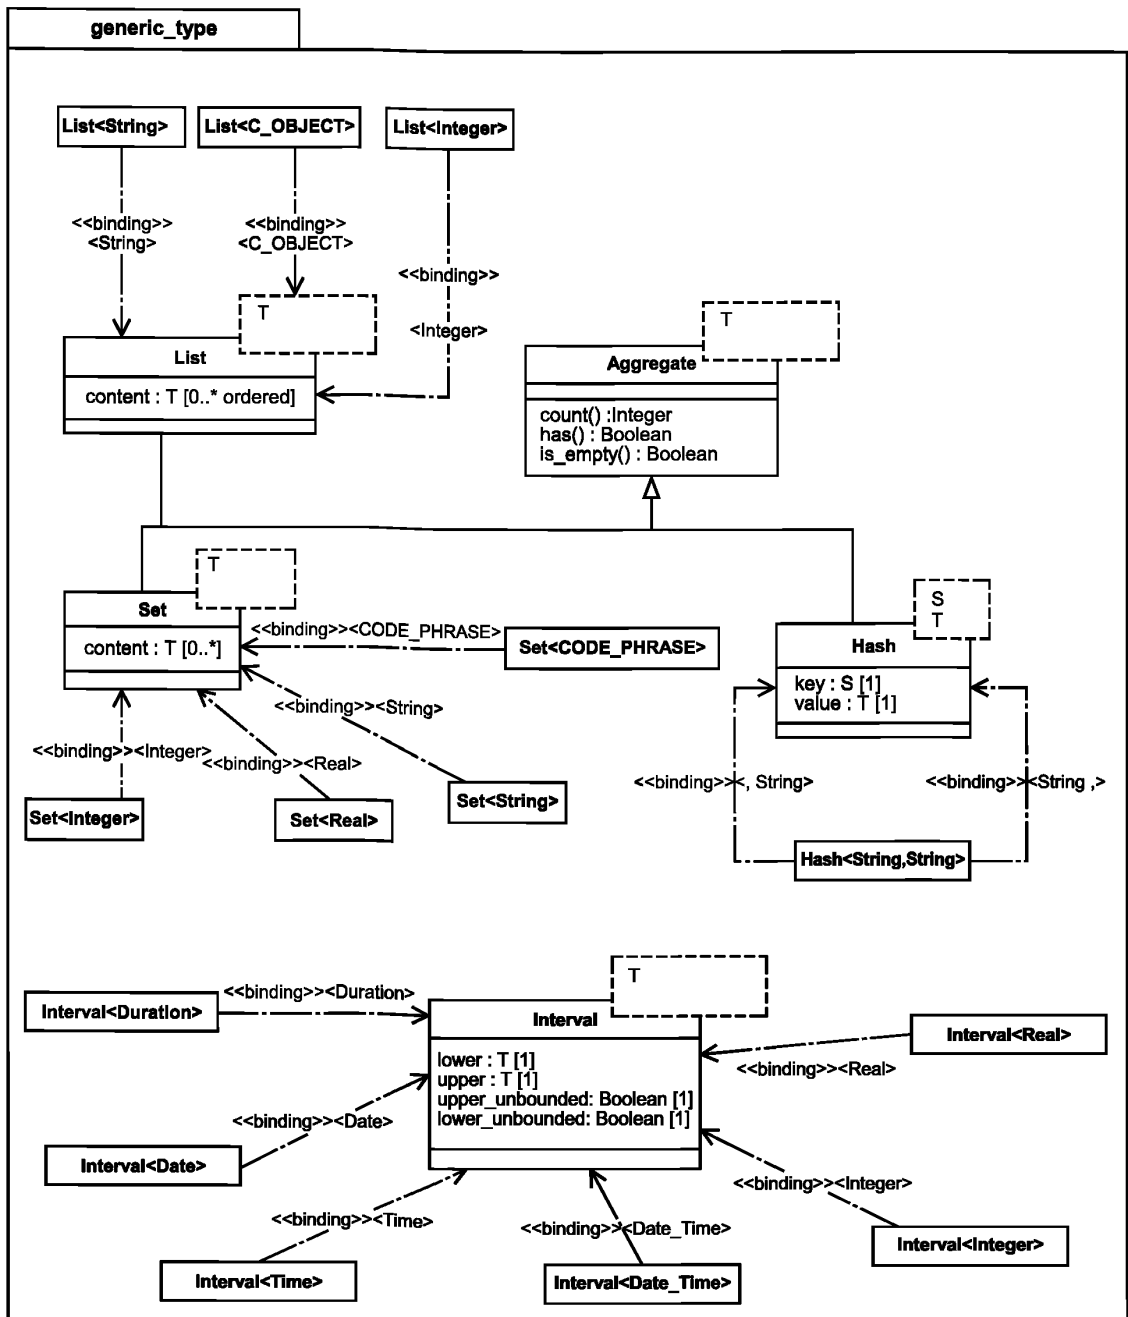 generic_type
List<String>
List<C_OBJECT>
List<Integer>
<<binding>>
<String>
<<binding>>
<C_OBJECT>
<<binding>>
<Integer>
T
List
content : T [0..* ordered]
T
Aggregate
count() :Integer
has() : Boolean
is_empty() : Boolean
T
Set
content : T [0..*]
<<binding>><CODE_PHRASE>
Set<CODE_PHRASE>
<<binding>><String>
<<binding>><Integer>
<<binding>><Real>
Set<Integer>
Set<Real>
Set<String>
S
T
Hash
key : S [1]
value : T [1]
<<binding>><, String>
<<binding>><String ,>
Hash<String,String>
T
Interval
lower : T [1]
upper : T [1]
upper_unbounded: Boolean [1]
lower_unbounded: Boolean [1]
<<binding>><Duration>
Interval<Duration>
Interval<Real>
<<binding>><Real>
<<binding>><Date>
Interval<Date>
<<binding>><Integer>
<<binding>><Time>
<<binding>><Date_Time>
Interval<Integer>
Interval<Time>
Interval<Date_Time>